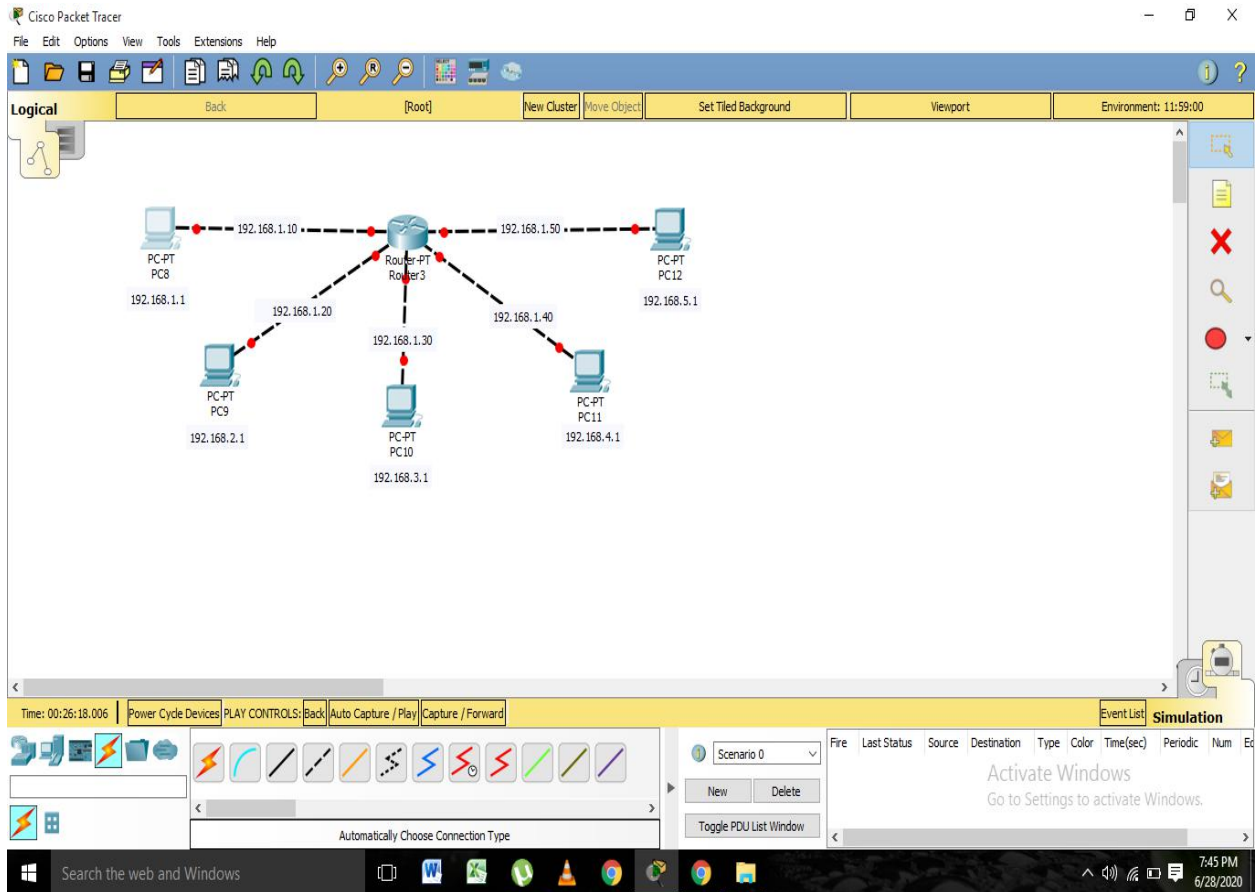 Cisco Packet Tracer
File Edit Options View Tools Extensions Help
Logical Back [Root] New Cluster Move Object Set Tiled Background Viewport Environment: 11:59:00
192.168.1.10
192.168.1.50
PC-PT
PC8
Router-PT
Router3
PC-PT
PC12
192.168.1.1
192.168.5.1
192.168.1.20
192.168.1.40
192.168.1.30
PC-PT
PC9
PC-PT
PC11
192.168.2.1
PC-PT
PC10
192.168.4.1
192.168.3.1
Time: 00:26:18.006 Power Cycle Devices PLAY CONTROLS: Back Auto Capture / Play Capture / Forward Event List Simulation
Scenario 0
New Delete
Toggle PDU List Window
Fire Last Status Source Destination Type Color Time(sec) Periodic Num Ec
Activate Windows
Go to Settings to activate Windows.
Automatically Choose Connection Type
Search the web and Windows
7:45 PM
6/28/2020